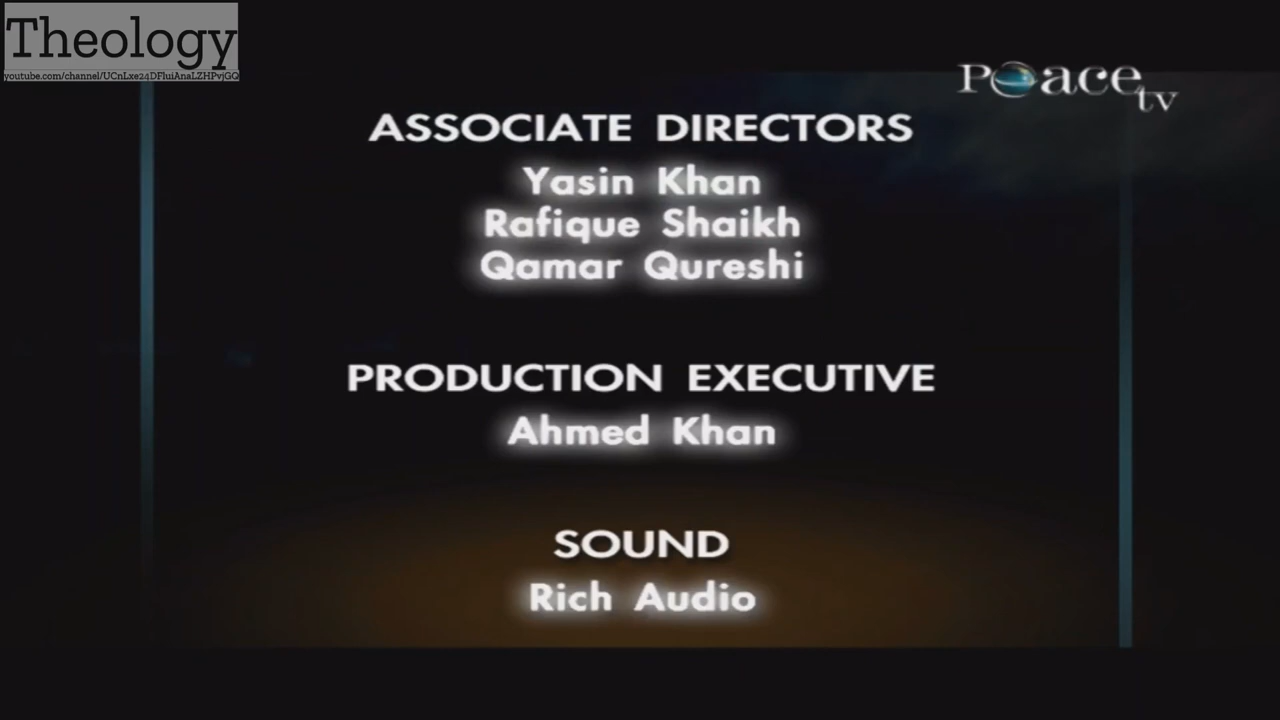 Theology
youtube.com/channel/UCnLxe24DFluiAnaLZHPvjGQ
Peace tv
ASSOCIATE DIRECTORS
Yasin Khan
Rafique Shaikh
Qamar Qureshi
PRODUCTION EXECUTIVE
Ahmed Khan
SOUND
Rich Audio